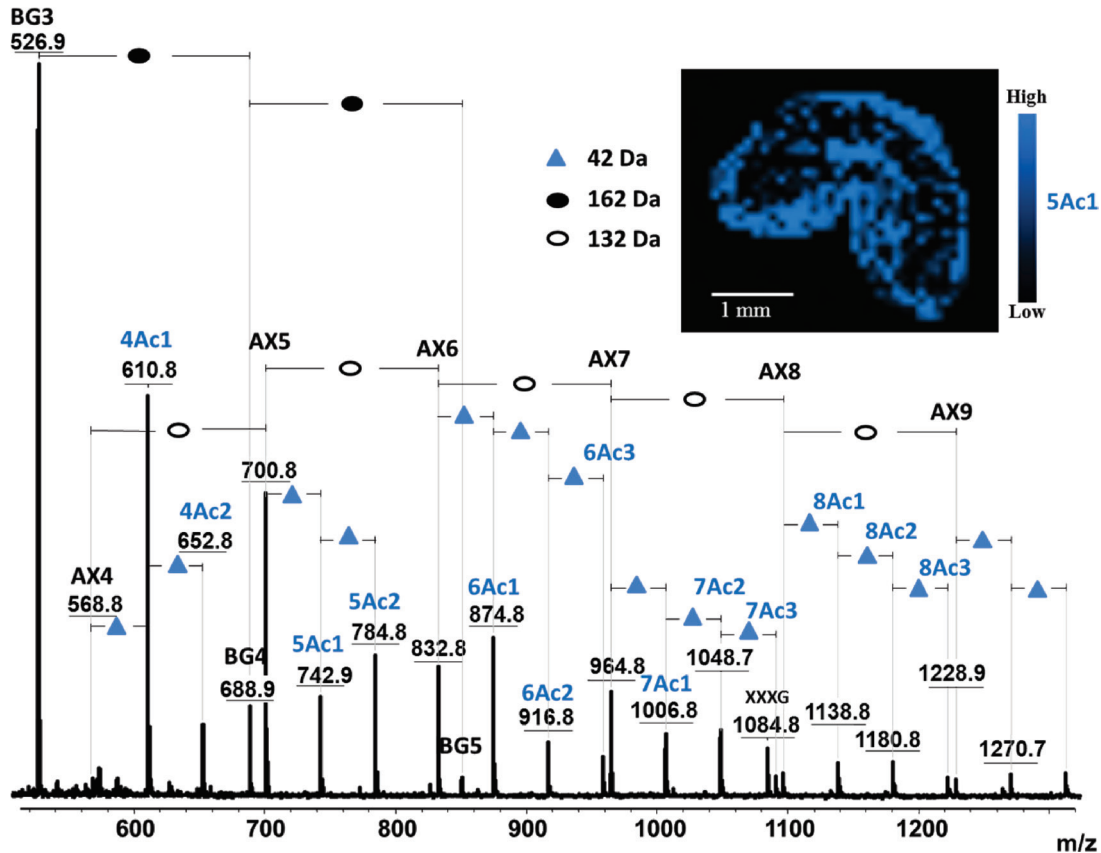 BG3
526.9
42 Da
162 Da
132 Da
High
5Ac1
Low
1 mm
4Ac1
610.8
AX5
AX6
AX7
AX8
AX9
700.8
4Ac2
652.8
6Ac3
8Ac1
8Ac2
8Ac3
AX4
568.8
BG4
688.9
5Ac1
742.9
5Ac2
784.8
832.8
BG5
6Ac1
874.8
6Ac2
916.8
964.8
7Ac1
1006.8
7Ac2
7Ac3
1048.7
XXXG
1084.8
1138.8
1180.8
1228.9
1270.7
600
700
800
900
1000
1100
1200
m/z